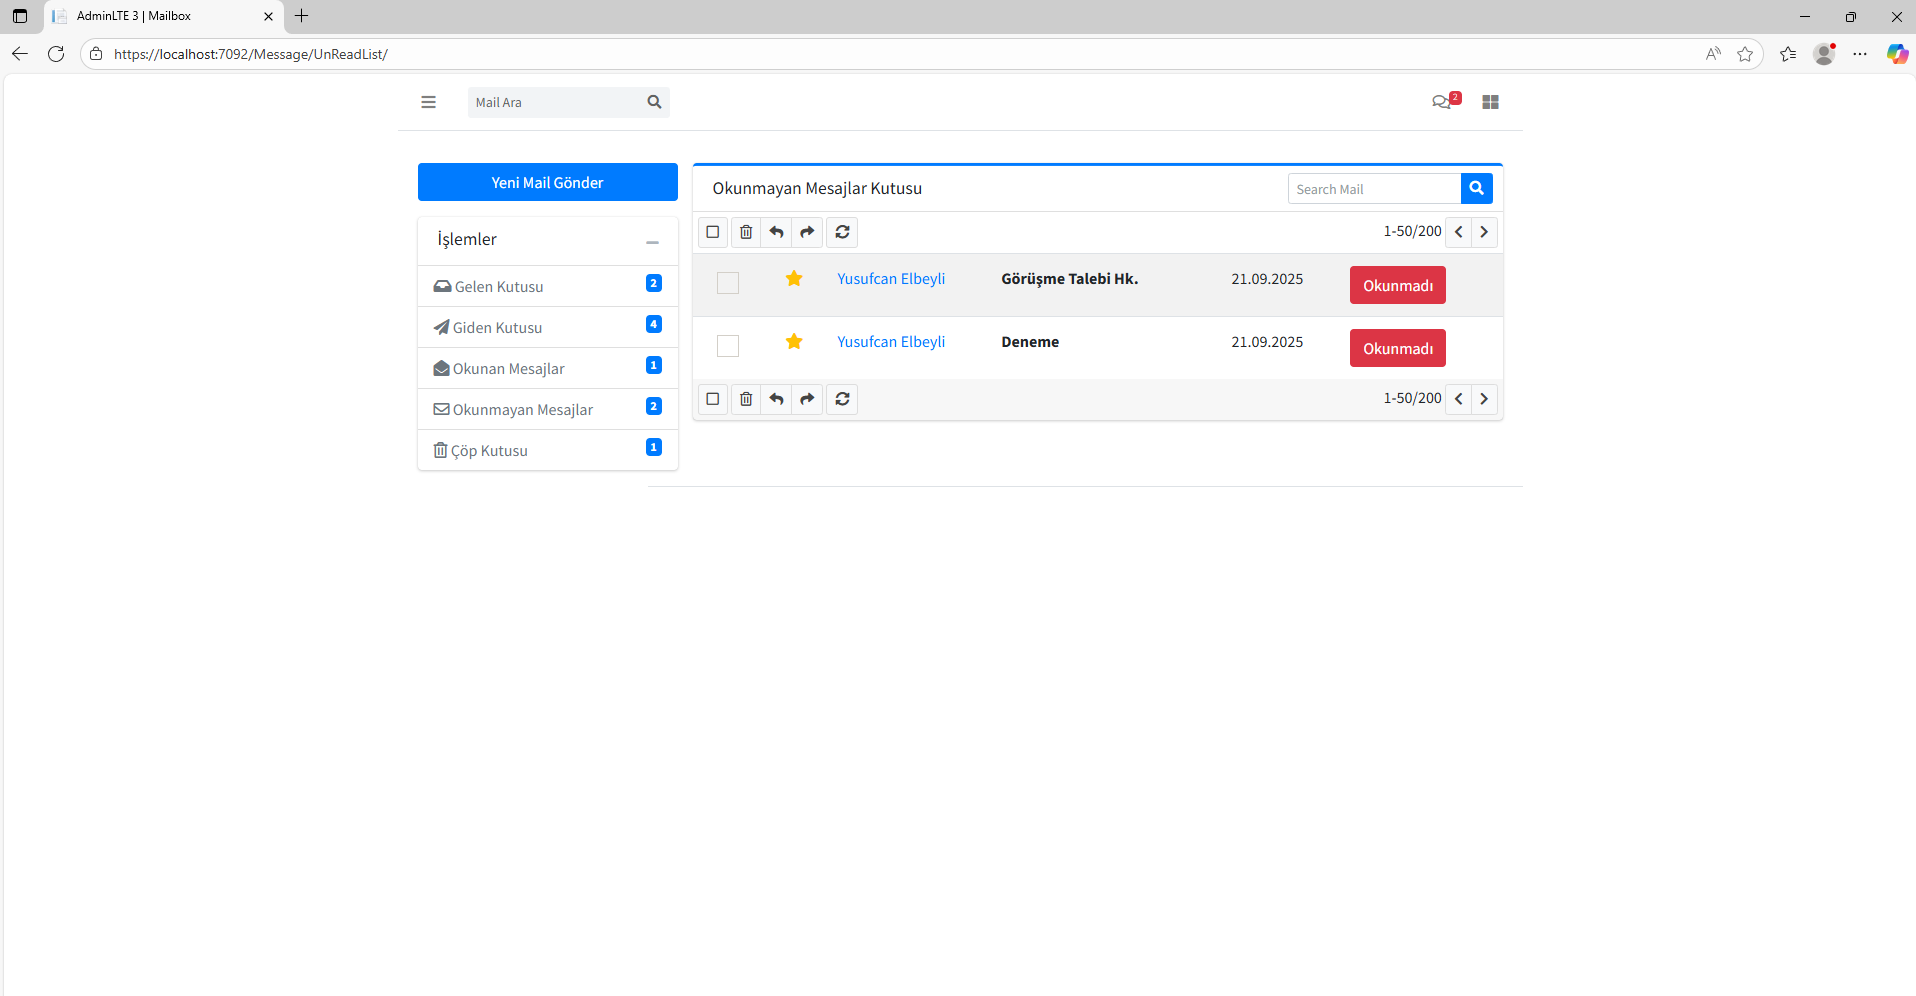 AdminLTE 3 | Mailbox
https://localhost:7092/Message/UnReadList/
Mail Ara
2
Yeni Mail Gönder
İşlemler
Gelen Kutusu 2
Giden Kutusu 4
Okunan Mesajlar 1
Okunmayan Mesajlar 2
Çöp Kutusu 1
Okunmayan Mesajlar Kutusu
Search Mail
1-50/200
Yusufcan Elbeyli Görüşme Talebi Hk. 21.09.2025 Okunmadı
Yusufcan Elbeyli Deneme 21.09.2025 Okunmadı
1-50/200